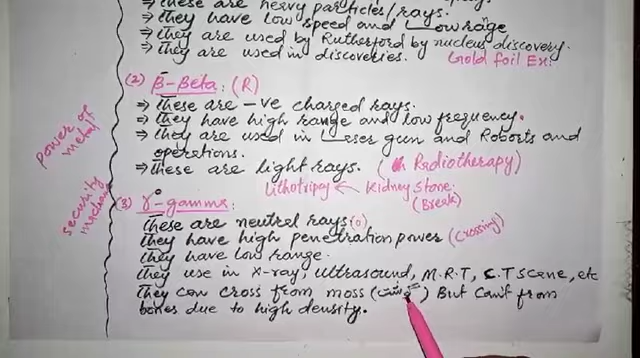 ⇒ These are heavy particles/rays.
⇒ They have low speed and Low rage
⇒ They are used by Rutherford by nucleus discovery.
⇒ They are used in discoveries. Gold foil Ex:
(2) β-Beta: (R)
⇒ These are -ve charged rays.
⇒ They have high range and low frequency.
⇒ They are used in Leser gun and Roborts and
operations.
⇒ These are light rays. (Radiotherapy)
Lithotripsy ← Kidney Stone.
(Break)
Power of
metal
security
(3) γ-gamma:
These are neutral rays (0)
They have high penetration power (Crossing)
They have low range.
They use in X-ray, Ultrasound, M.R.T, C.T Scane, etc
They can cross from moss (گوشت) But Can't from
bones due to high density.